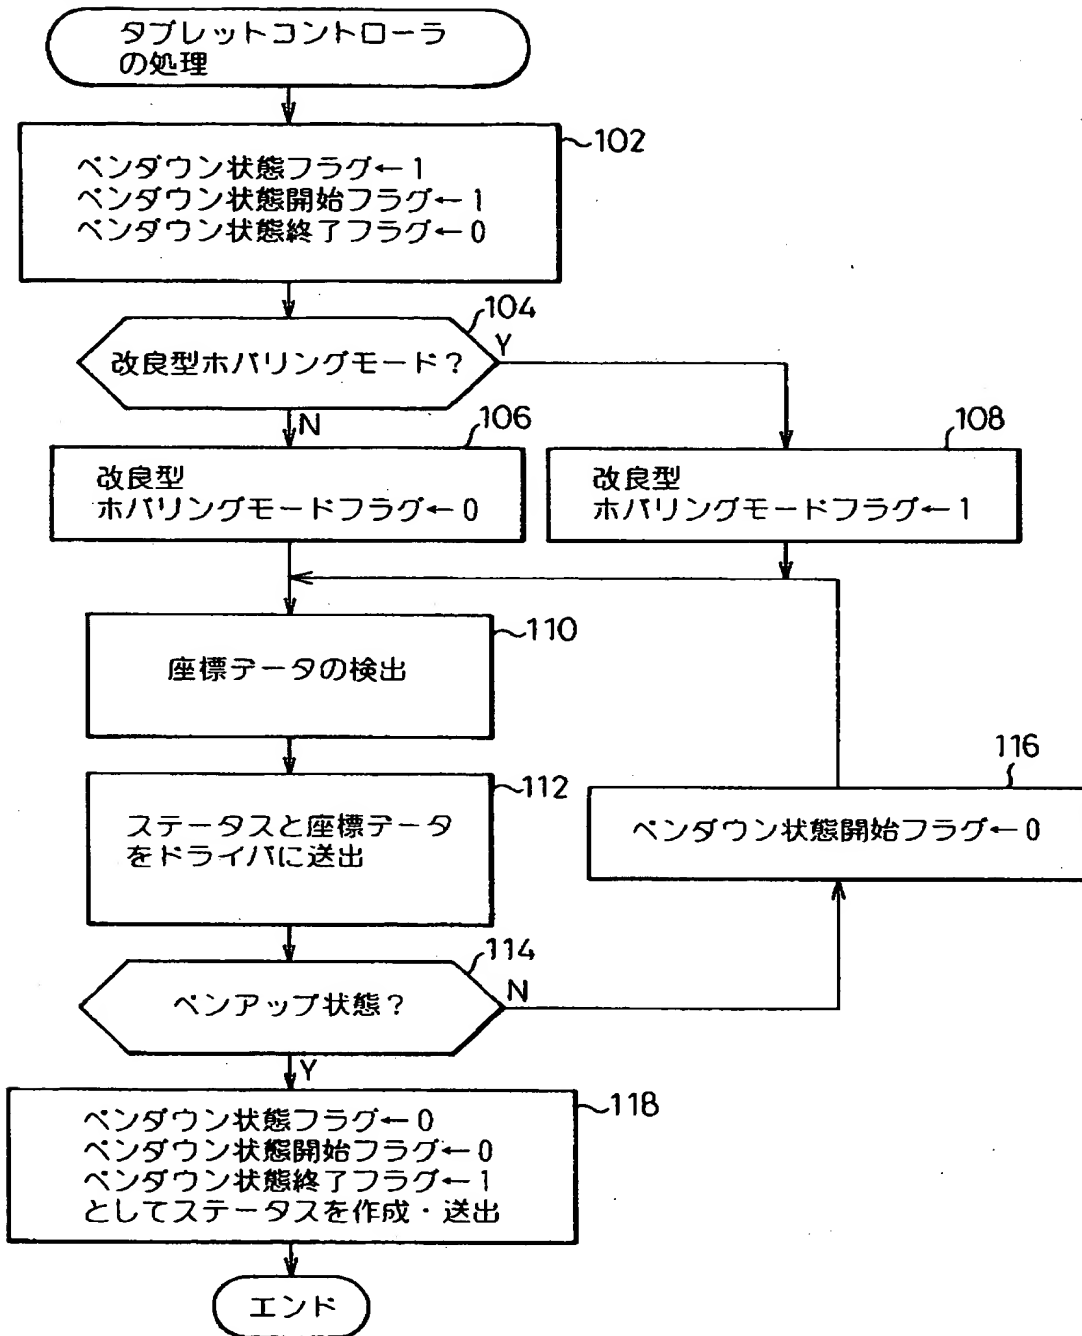 タブレットコントローラ
の処理
102
ペンダウン状態フラグ←1
ペンダウン状態開始フラグ←1
ペンダウン状態終了フラグ←0
104
改良型ホバリングモード?
Y
N
106
改良型
ホバリングモードフラグ←0
108
改良型
ホバリングモードフラグ←1
110
座標データの検出
112
ステータスと座標データ
をドライバに送出
116
ペンダウン状態開始フラグ←0
114
ペンアップ状態?
N
Y
118
ペンダウン状態フラグ←0
ペンダウン状態開始フラグ←0
ペンダウン状態終了フラグ←1
としてステータスを作成・送出
エンド